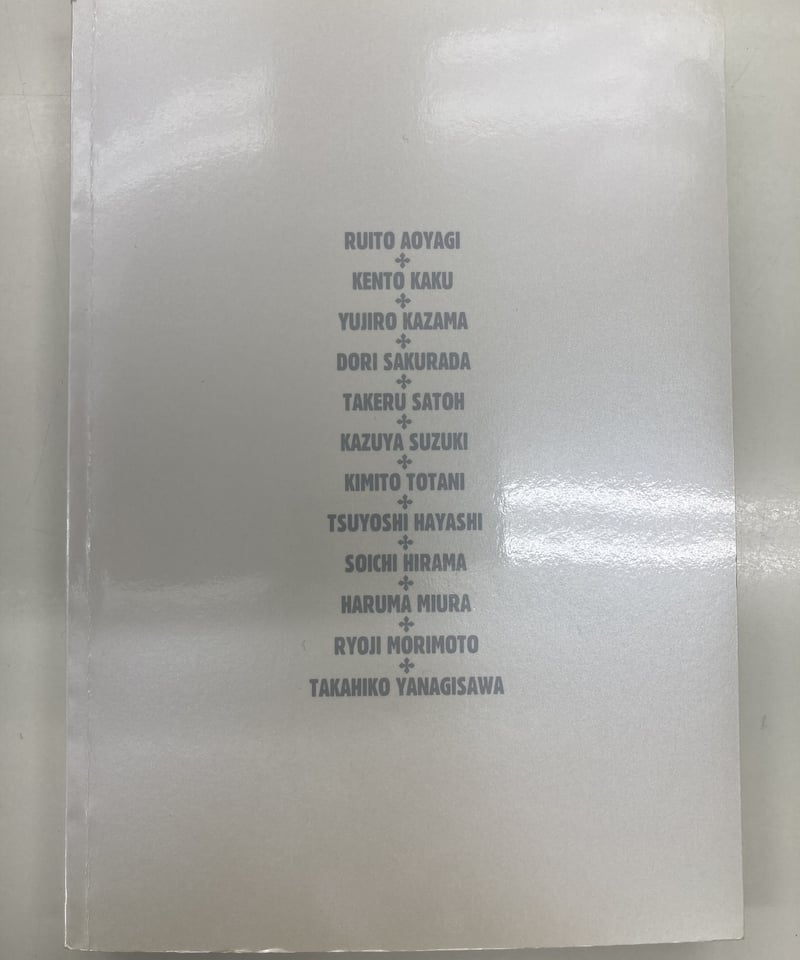 RUITO AOYAGI
KENTO KAKU
YUJIRO KAZAMA
DORI SAKURADA
TAKERU SATOH
KAZUYA SUZUKI
KIMITO TOTANI
TSUYOSHI HAYASHI
SOICHI HIRAMA
HARUMA MIURA
RYOJI MORIMOTO
TAKAHIKO YANAGISAWA